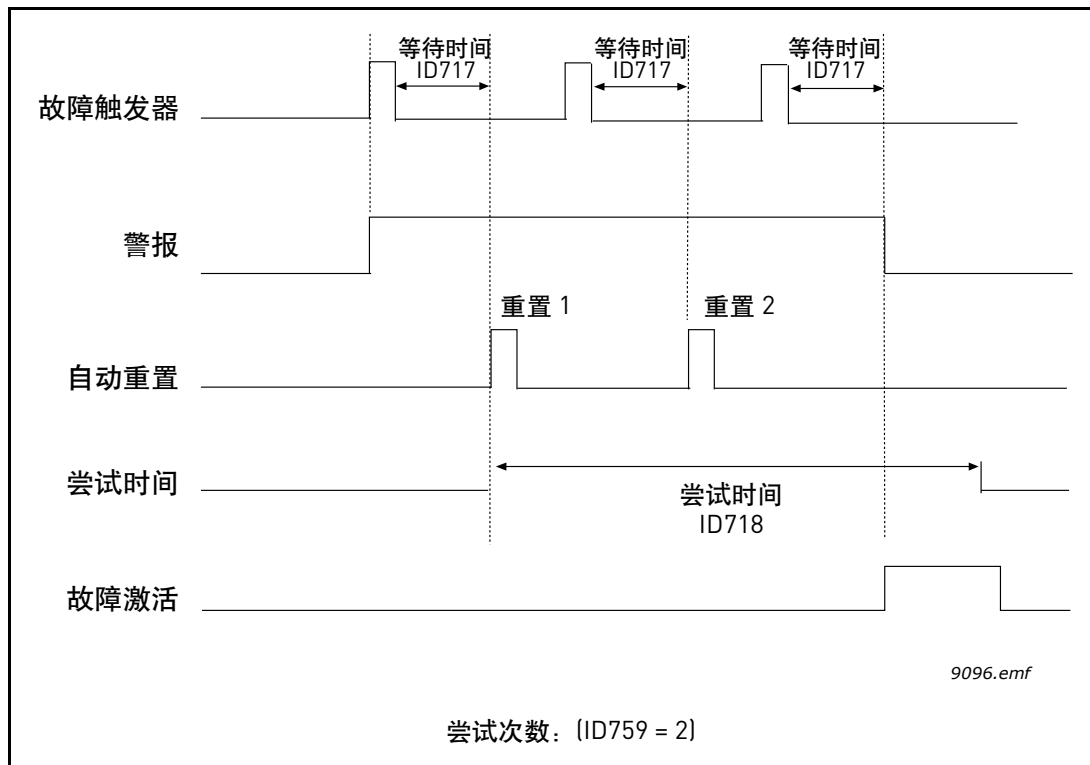 等待时间
ID717
等待时间
ID717
等待时间
ID717
故障触发器
警报
重置 1
重置 2
自动重置
尝试时间
尝试时间
ID718
故障激活
9096.emf
尝试次数：(ID759 = 2)